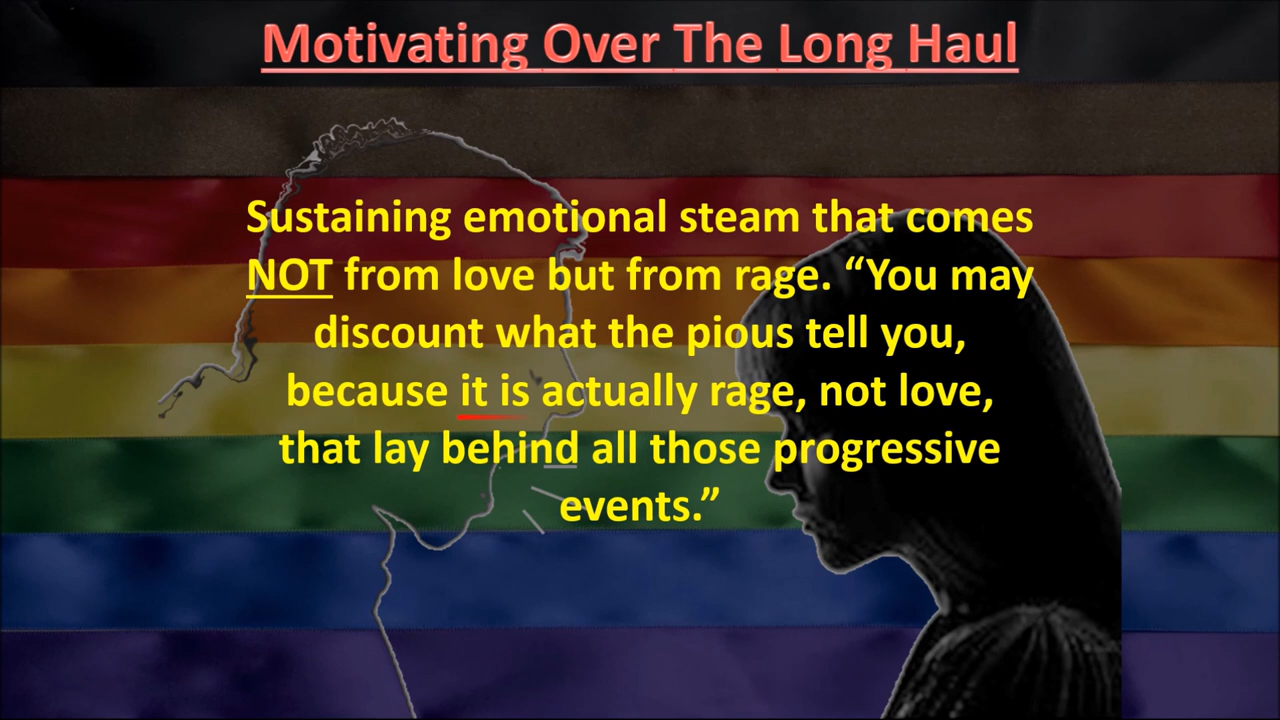 Motivating Over The Long Haul
Sustaining emotional steam that comes
NOT from love but from rage. “You may
discount what the pious tell you,
because it is actually rage, not love,
that lay behind all those progressive
events.”